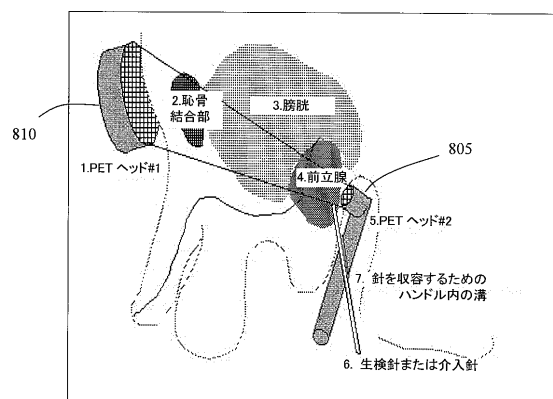 810
1.PET ヘッド#1
2.恥骨
結合部
3.膀胱
4.前立腺
805
5.PET ヘッド#2
7. 針を収容するための
ハンドル内の溝
6. 生検針または介入針